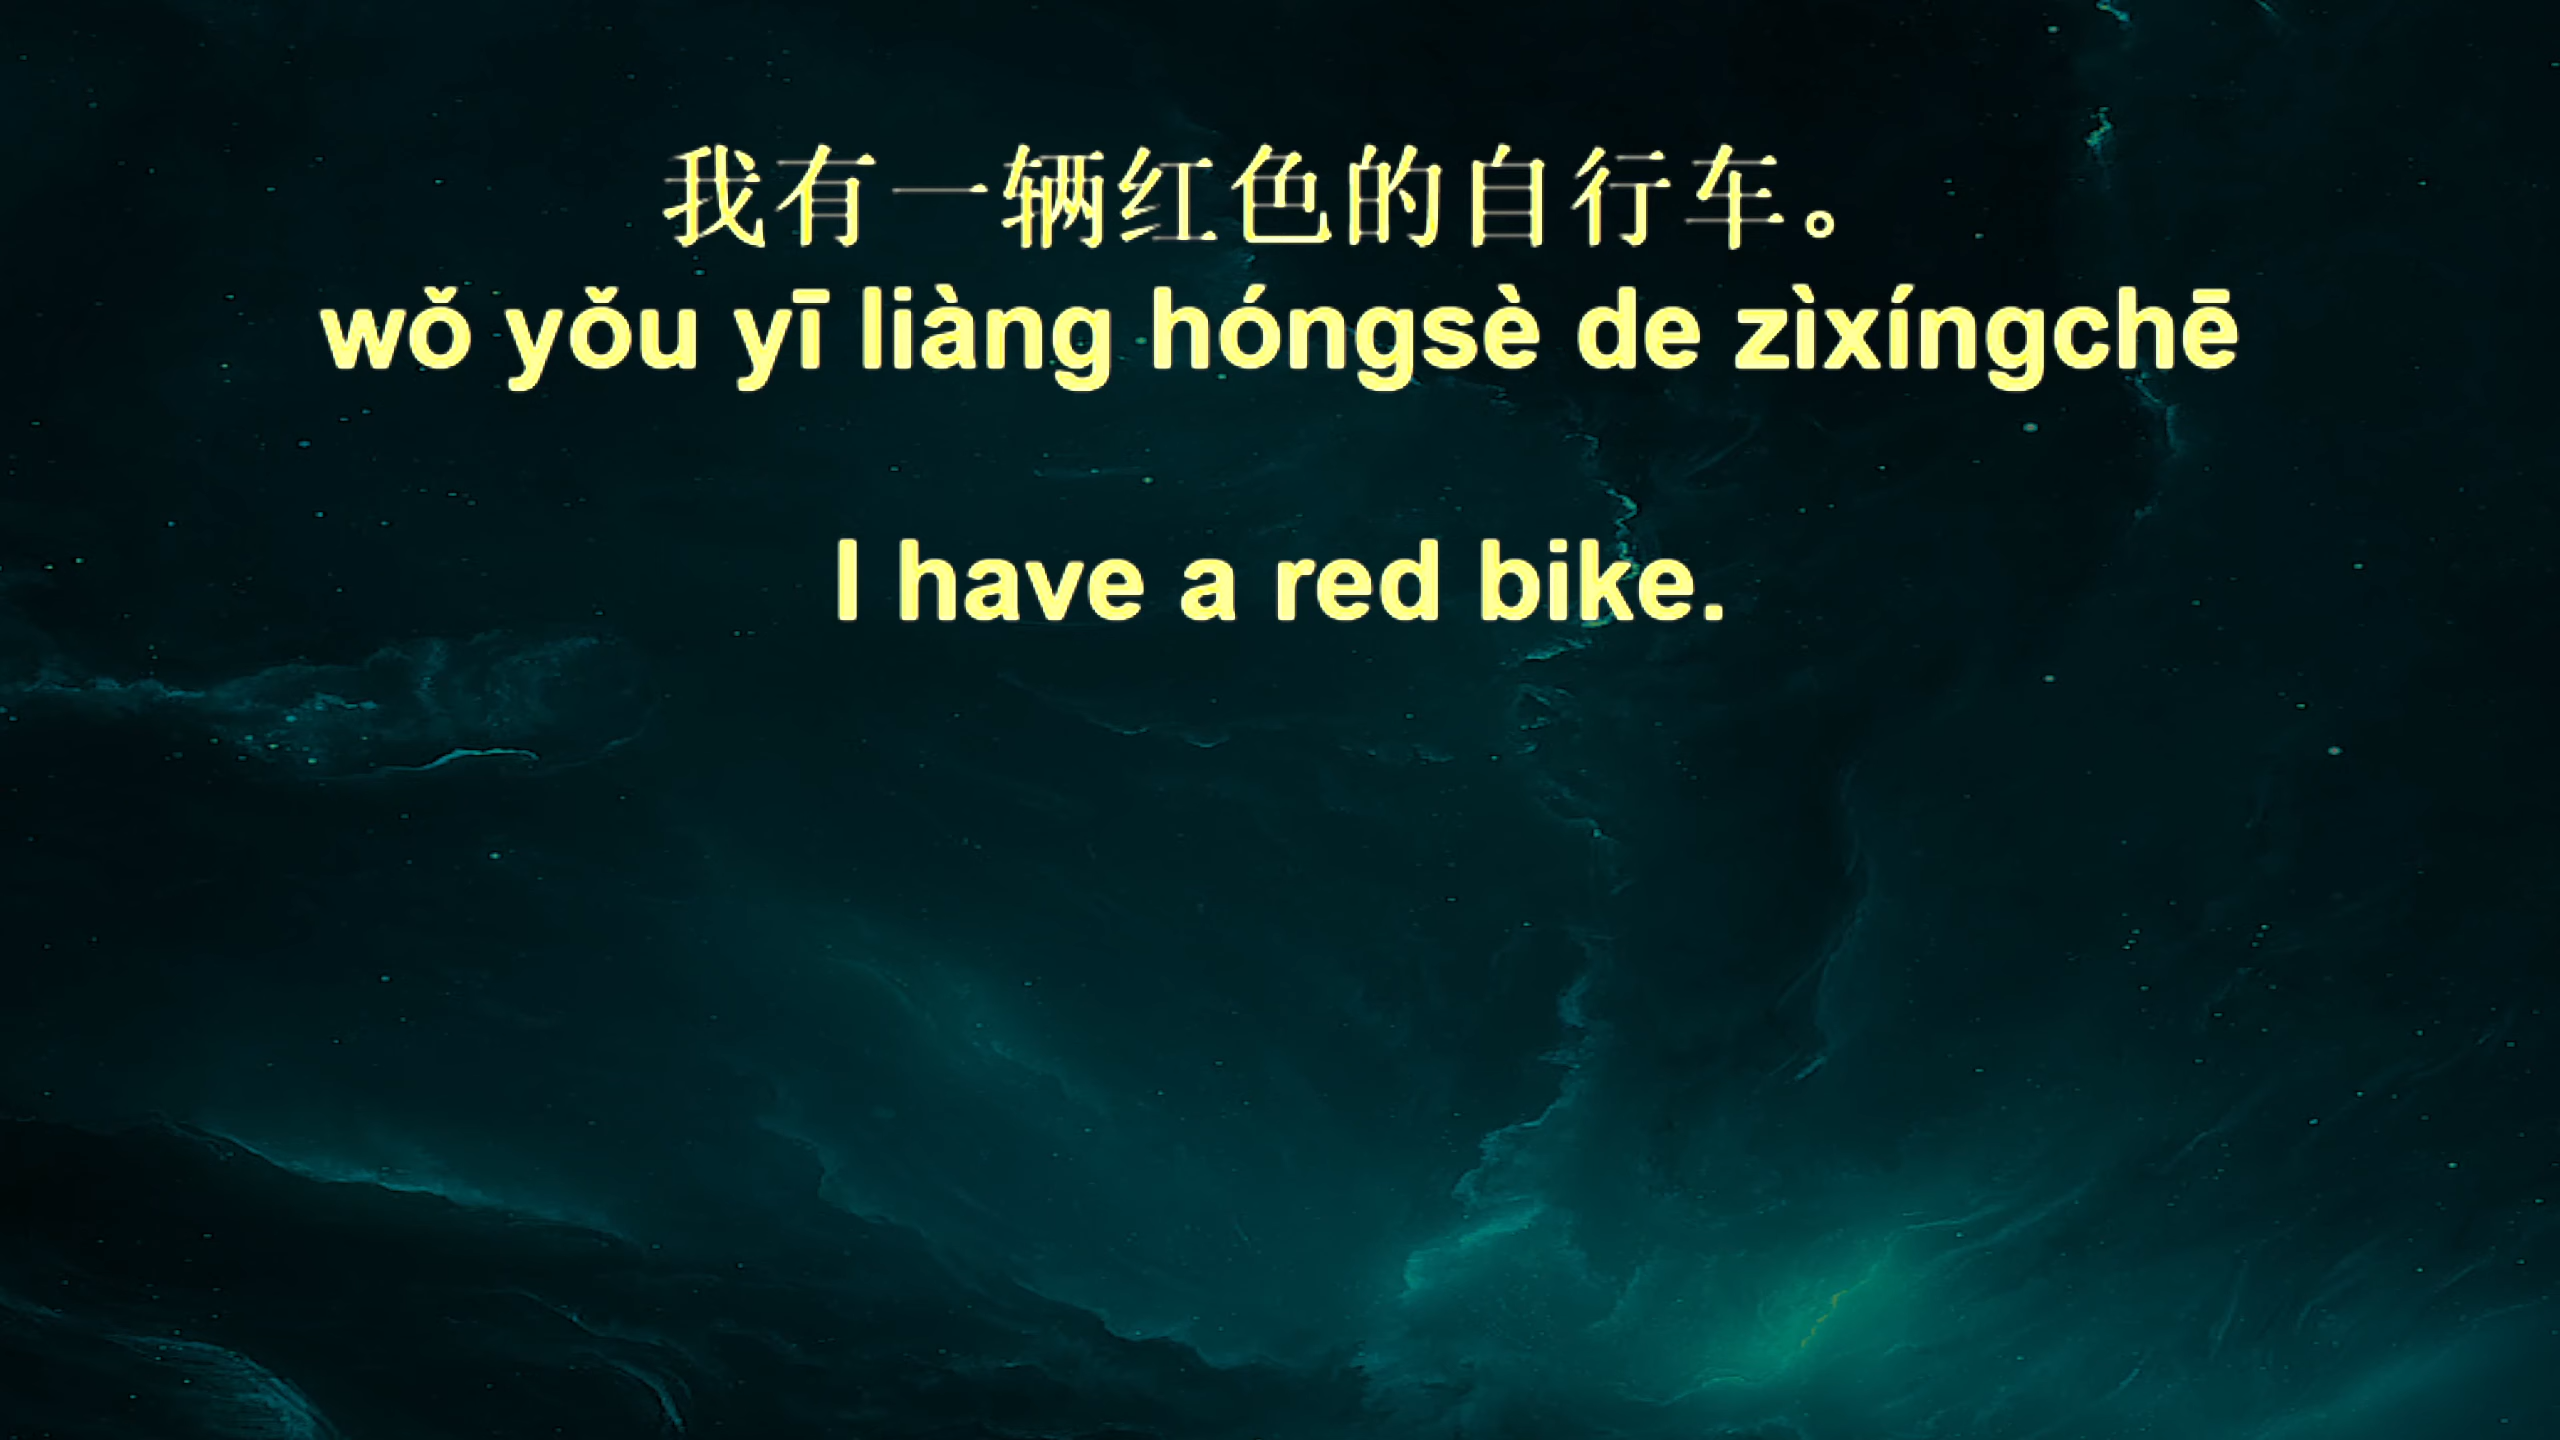 我有一辆红色的自行车。
wǒ yǒu yī liàng hóngsè de zìxíngchē
I have a red bike.